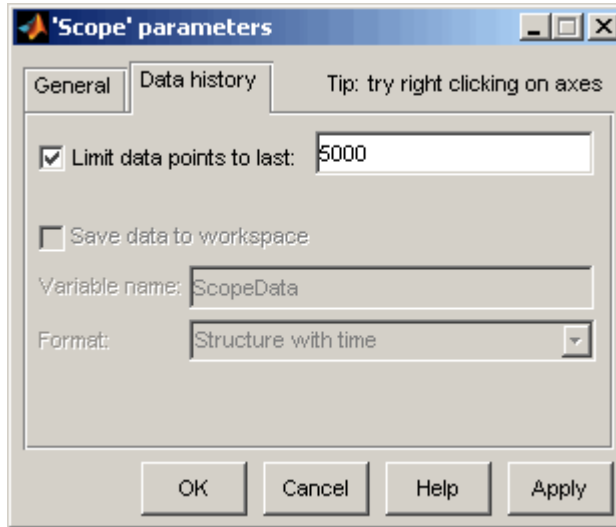 'Scope' parameters
General Data history Tip: try right clicking on axes
Limit data points to last: 5000
Save data to workspace
Variable name: ScopeData
Format: Structure with time
OK Cancel Help Apply